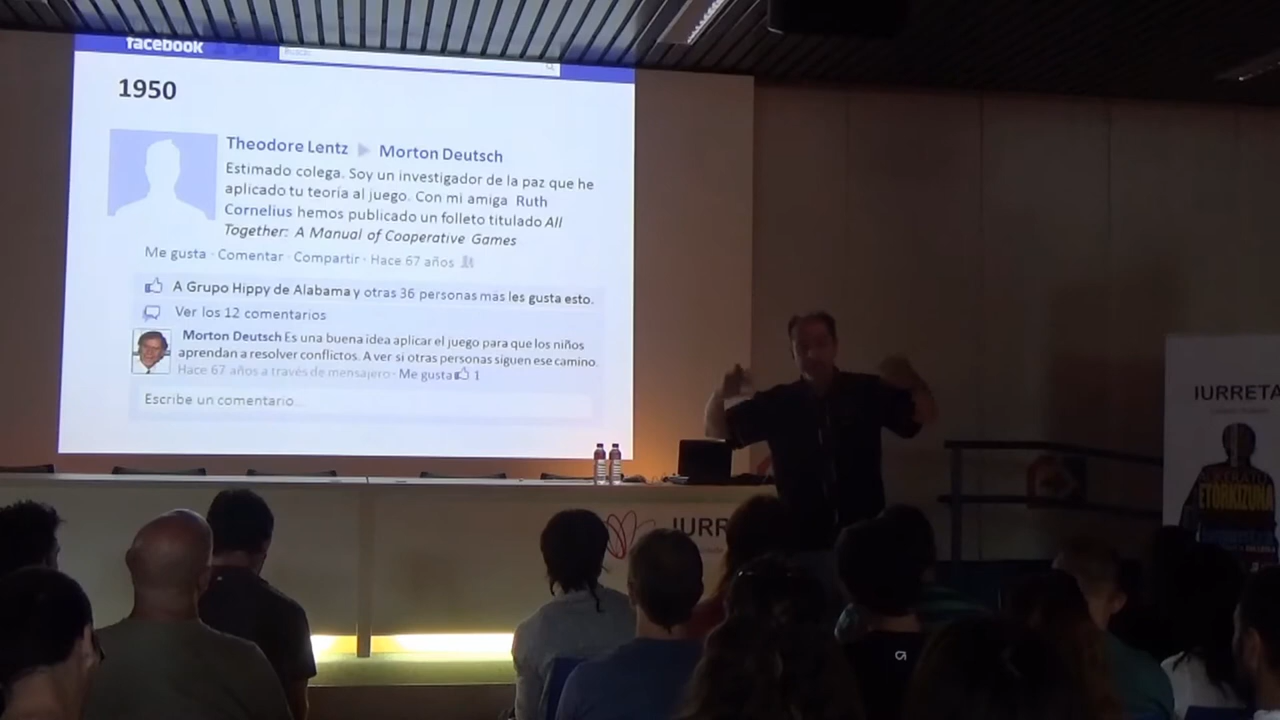 facebook
Buscar
1950
Theodore Lentz Morton Deutsch
Estimado colega. Soy un investigador de la paz que he
aplicado tu teoría al juego. Con mi amiga Ruth
Cornelius hemos publicado un folleto titulado All
Together: A Manual of Cooperative Games
Me gusta · Comentar · Compartir · Hace 67 años
A Grupo Hippy de Alabama y otras 36 personas mas les gusta esto.
Ver los 12 comentarios
Morton Deutsch Es una buena idea aplicar el juego para que los niños
aprendan a resolver conflictos. A ver si otras personas siguen ese camino.
Hace 67 años a través de mensajero · Me gusta 1
Escribe un comentario...
IURR
IURRETA
ETORKIZUNA